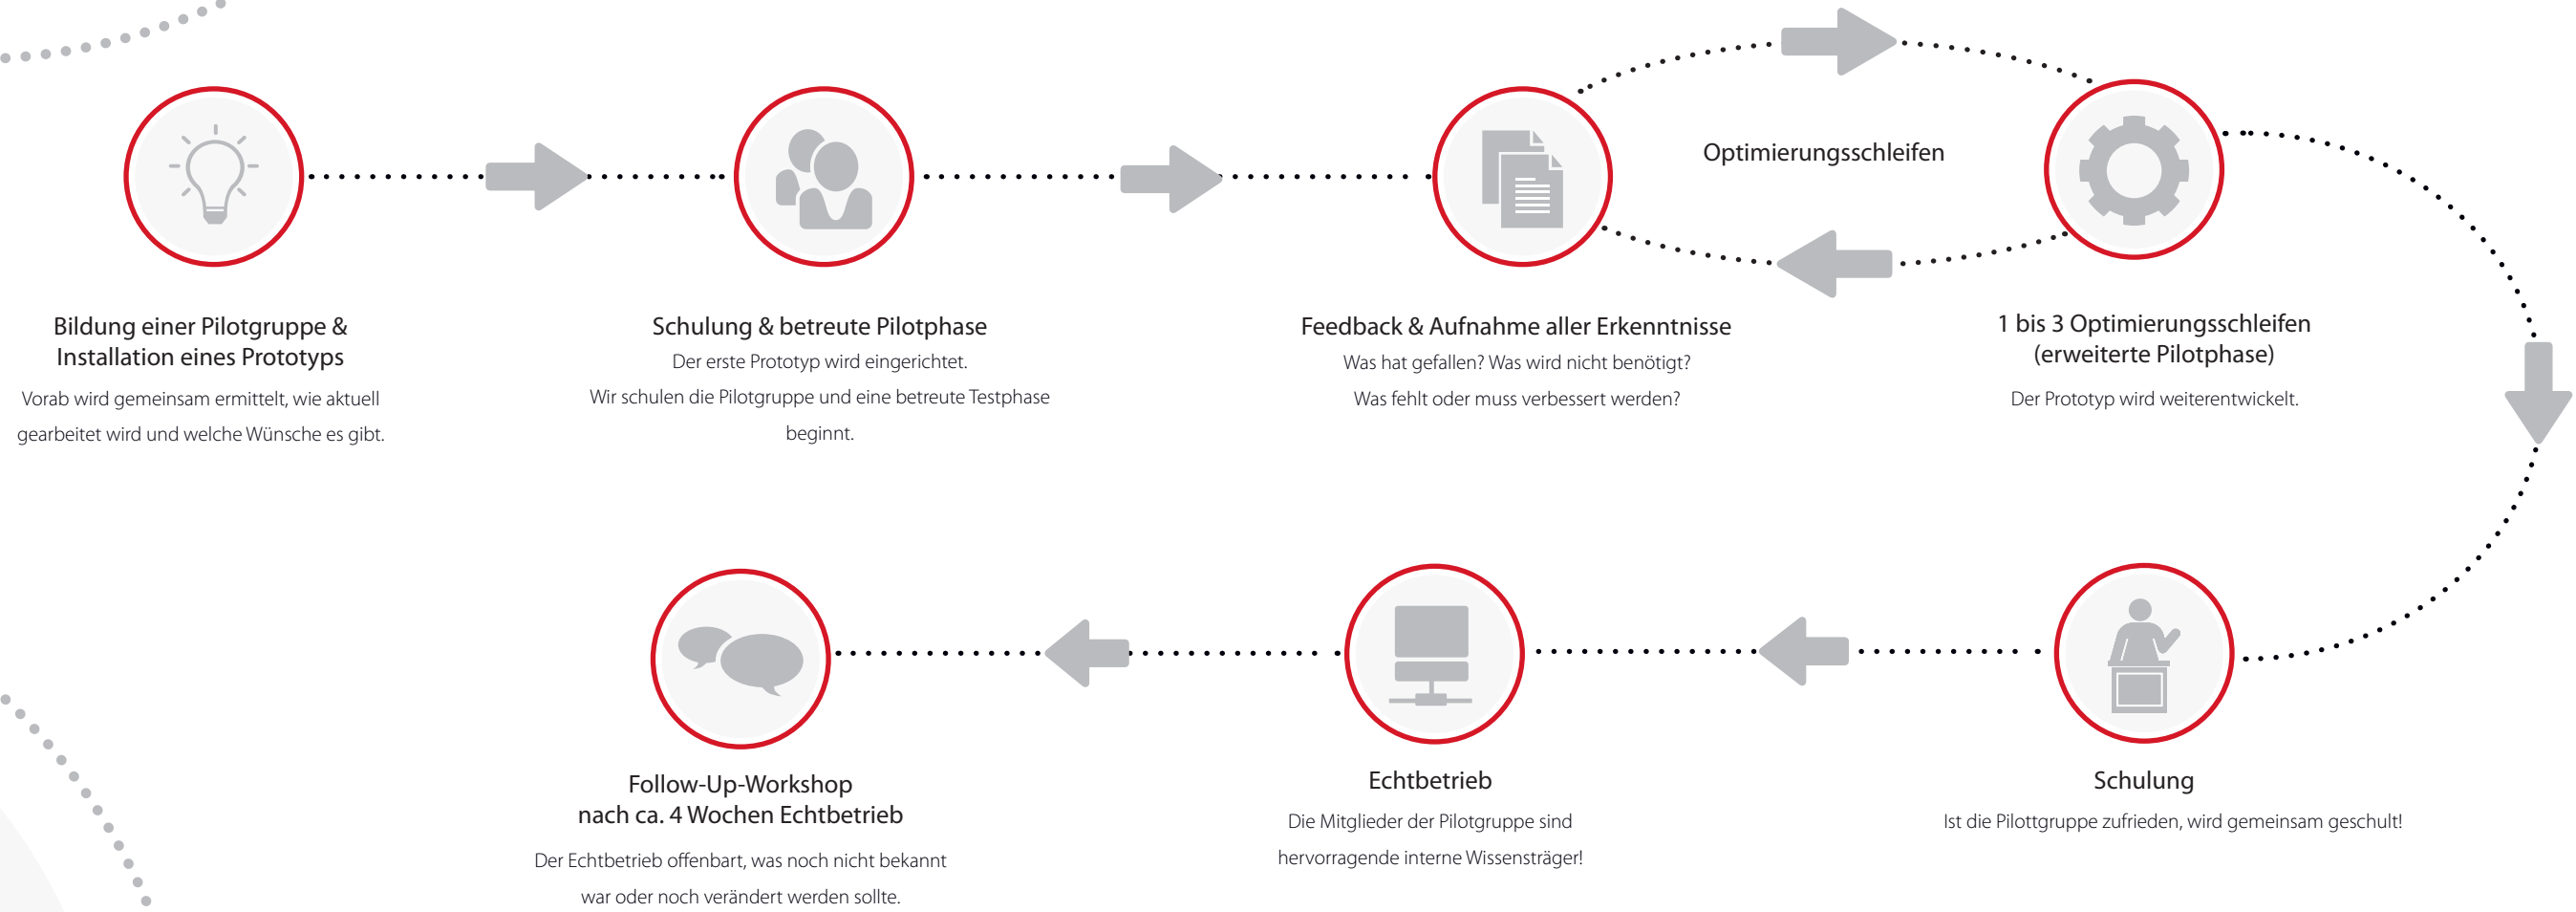 Bildung einer Pilotgruppe &
Installation eines Prototyps
Vorab wird gemeinsam ermittelt, wie aktuell
gearbeitet wird und welche Wünsche es gibt.
Schulung & betreute Pilotphase
Der erste Prototyp wird eingerichtet.
Wir schulen die Pilotgruppe und eine betreute Testphase
beginnt.
Feedback & Aufnahme aller Erkenntnisse
Was hat gefallen? Was wird nicht benötigt?
Was fehlt oder muss verbessert werden?
Optimierungsschleifen
1 bis 3 Optimierungsschleifen
(erweiterte Pilotphase)
Der Prototyp wird weiterentwickelt.
Schulung
Ist die Pilottgruppe zufrieden, wird gemeinsam geschult!
Echtbetrieb
Die Mitglieder der Pilotgruppe sind
hervorragende interne Wissensträger!
Follow-Up-Workshop
nach ca. 4 Wochen Echtbetrieb
Der Echtbetrieb offenbart, was noch nicht bekannt
war oder noch verändert werden sollte.